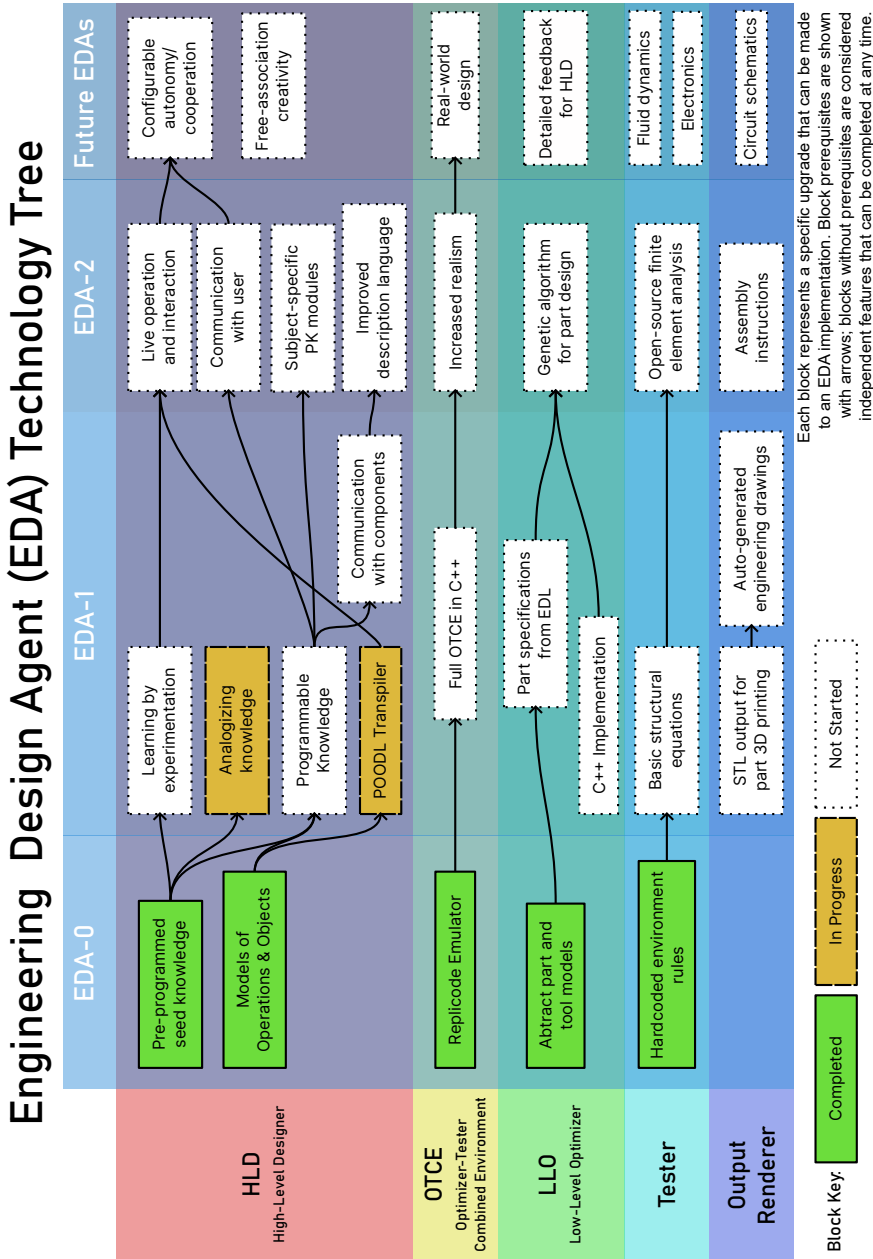 Engineering Design Agent (EDA) Technology Tree
EDA-0
EDA-1
EDA-2
Future EDAs
HLD
High-Level Designer
Pre-programmed
seed knowledge
Models of
Operations & Objects
Learning by
experimentation
Analogizing
knowledge
Programmable
Knowledge
POODL Transpiler
Communication
with components
Live operation
and interaction
Communication
with user
Subject-specific
PK modules
Improved
description language
Configurable
autonomy/
cooperation
Free-association
creativity
OTCE
Optimizer-Tester
Combined Environment
Replicode Emulator
Full OTCE in C++
Increased realism
Real-world
design
LLO
Low-Level Optimizer
Abtract part and
tool models
Part specifications
from EDL
C++ Implementation
Genetic algorithm
for part design
Detailed feedback
for HLD
Tester
Hardcoded environment
rules
Basic structural
equations
Open-source finite
element analysis
Fluid dynamics
Electronics
Output
Renderer
STL output for
part 3D printing
Auto-generated
engineering drawings
Assembly
instructions
Circuit schematics
Block Key:
Completed
In Progress
Not Started
Each block represents a specific upgrade that can be made
to an EDA implementation. Block prerequisites are shown
with arrows; blocks without prerequisites are considered
independent features that can be completed at any time.